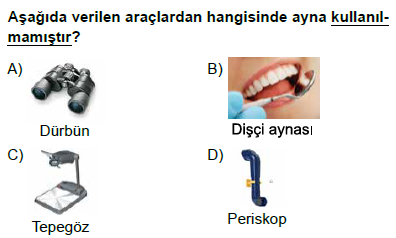 Aşağıda verilen araçlardan hangisinde ayna kullanıl-
mamıştır?
A)
B)
Dürbün
Dişçi aynası
C)
D)
Tepegöz
Periskop